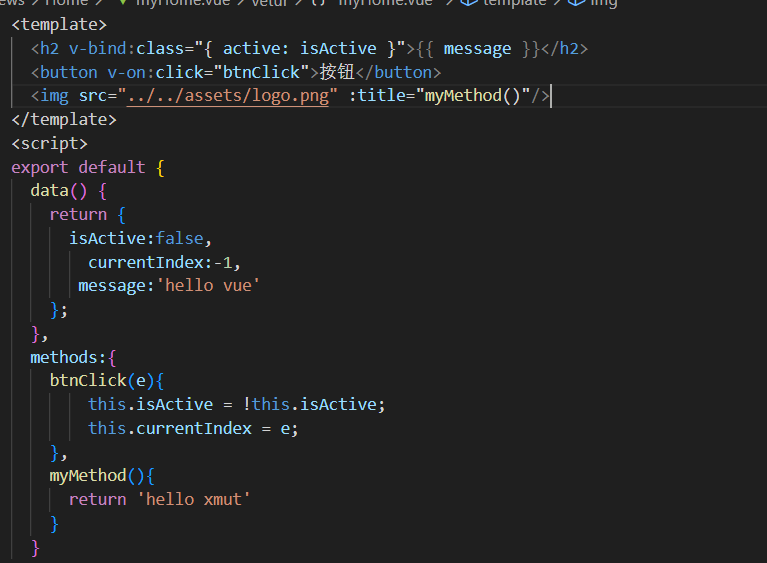 ews > Home > myHome.vue > vetur > {} "myHome.vue" > template > img
<template>
<h2 v-bind:class="{ active: isActive }">{{ message }}</h2>
<button v-on:click="btnClick">按钮</button>
<img src="../../assets/logo.png" :title="myMethod()"/>
</template>
<script>
export default {
data() {
return {
isActive:false,
currentIndex:-1,
message:'hello vue'
};
},
methods:{
btnClick(e){
this.isActive = !this.isActive;
this.currentIndex = e;
},
myMethod(){
return 'hello xmut'
}
}